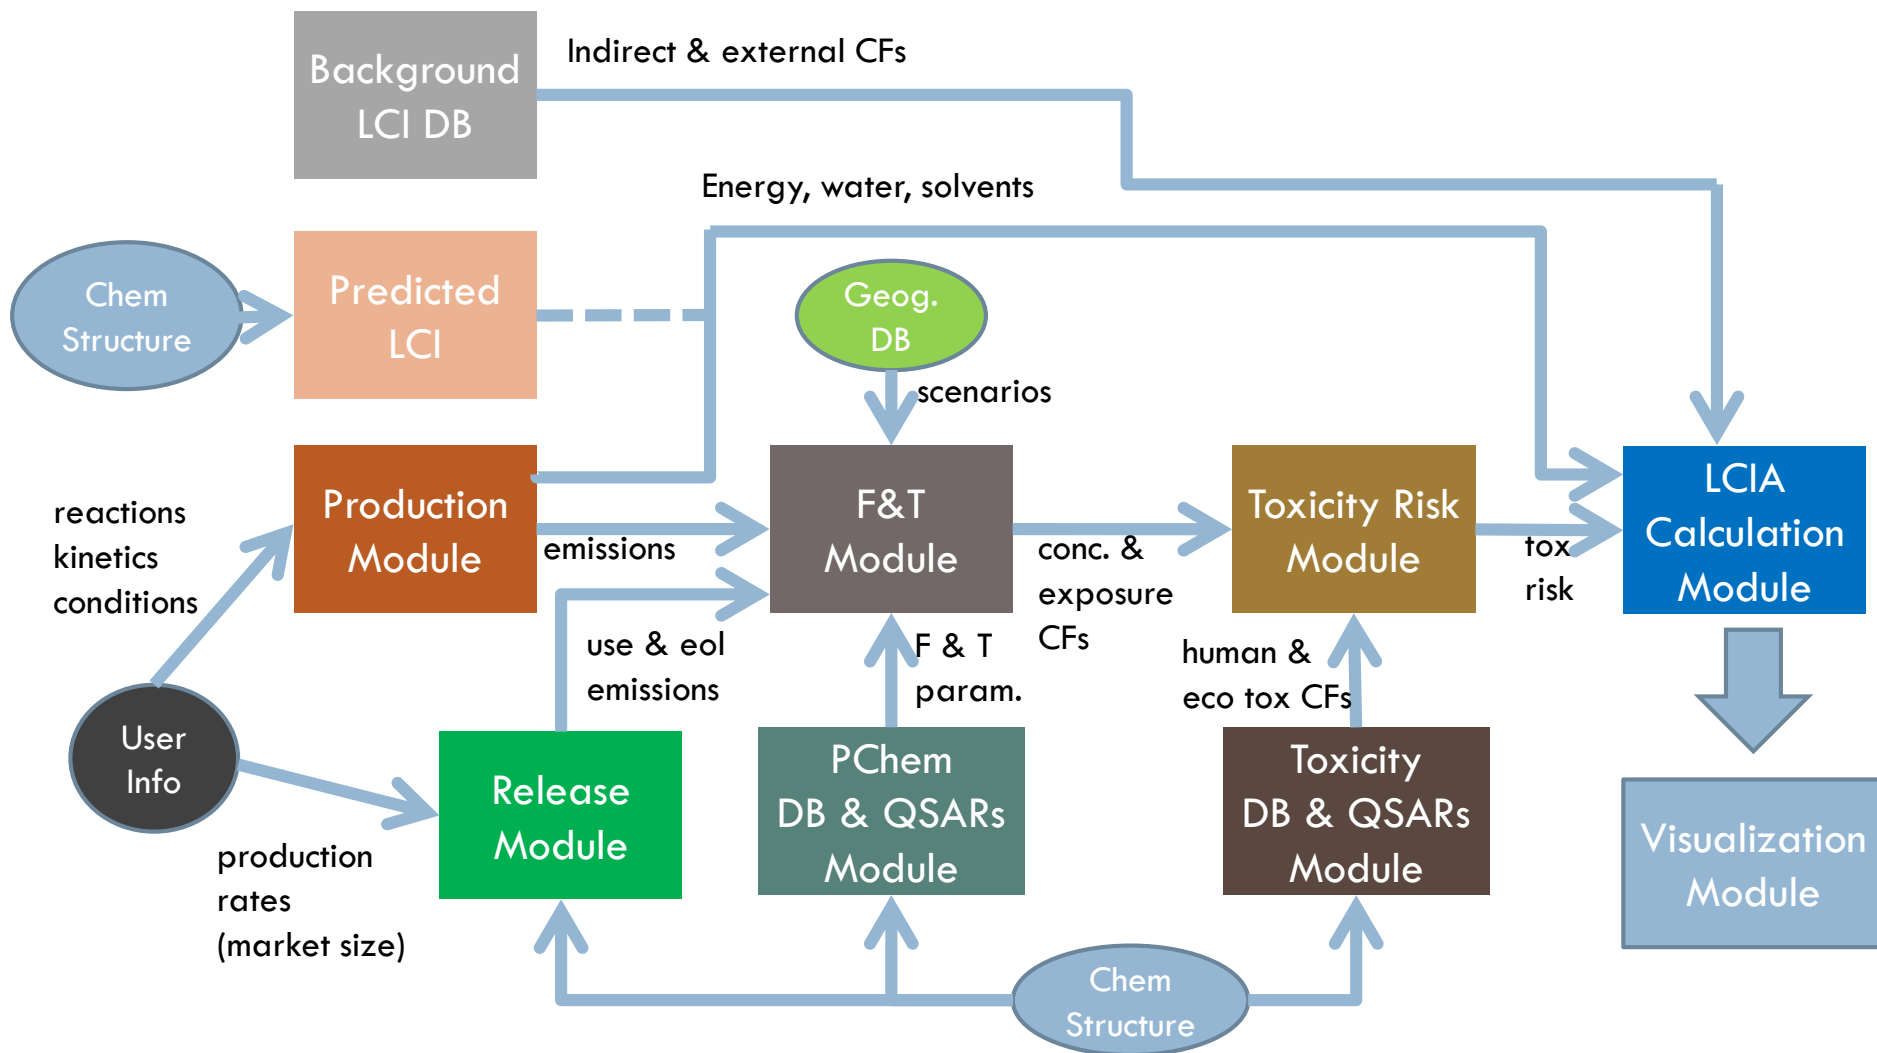 Background
LCI DB
Indirect & external CFs
Energy, water, solvents
Chem
Structure
Predicted
LCI
Geog.
DB
scenarios
reactions
kinetics
conditions
Production
Module
emissions
F&T
Module
conc. &
exposure
CFs
Toxicity Risk
Module
tox
risk
LCIA
Calculation
Module
use & eol
emissions
F & T
param.
human &
eco tox CFs
User
Info
production
rates
(market size)
Release
Module
PChem
DB & QSARs
Module
Toxicity
DB & QSARs
Module
Visualization
Module
Chem
Structure